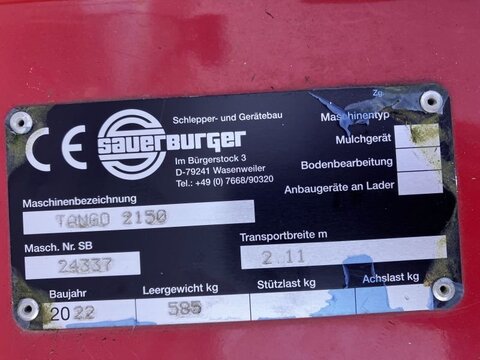 CE
SauerBurger
Schlepper- und Gerätebau
Im Bürgerstock 3
D-79241 Wasenweiler
Tel.: +49 (0) 7668/90320
Zg
Maschinentyp
Mulchgerät
Bodenbearbeitung
Anbaugeräte an Lader
Maschinenbezeichnung
TANGO 2150
Masch. Nr. SB
24337
Transportbreite m
2.11
Baujahr
2022
Leergewicht kg
585
Stützlast kg
Achslast kg